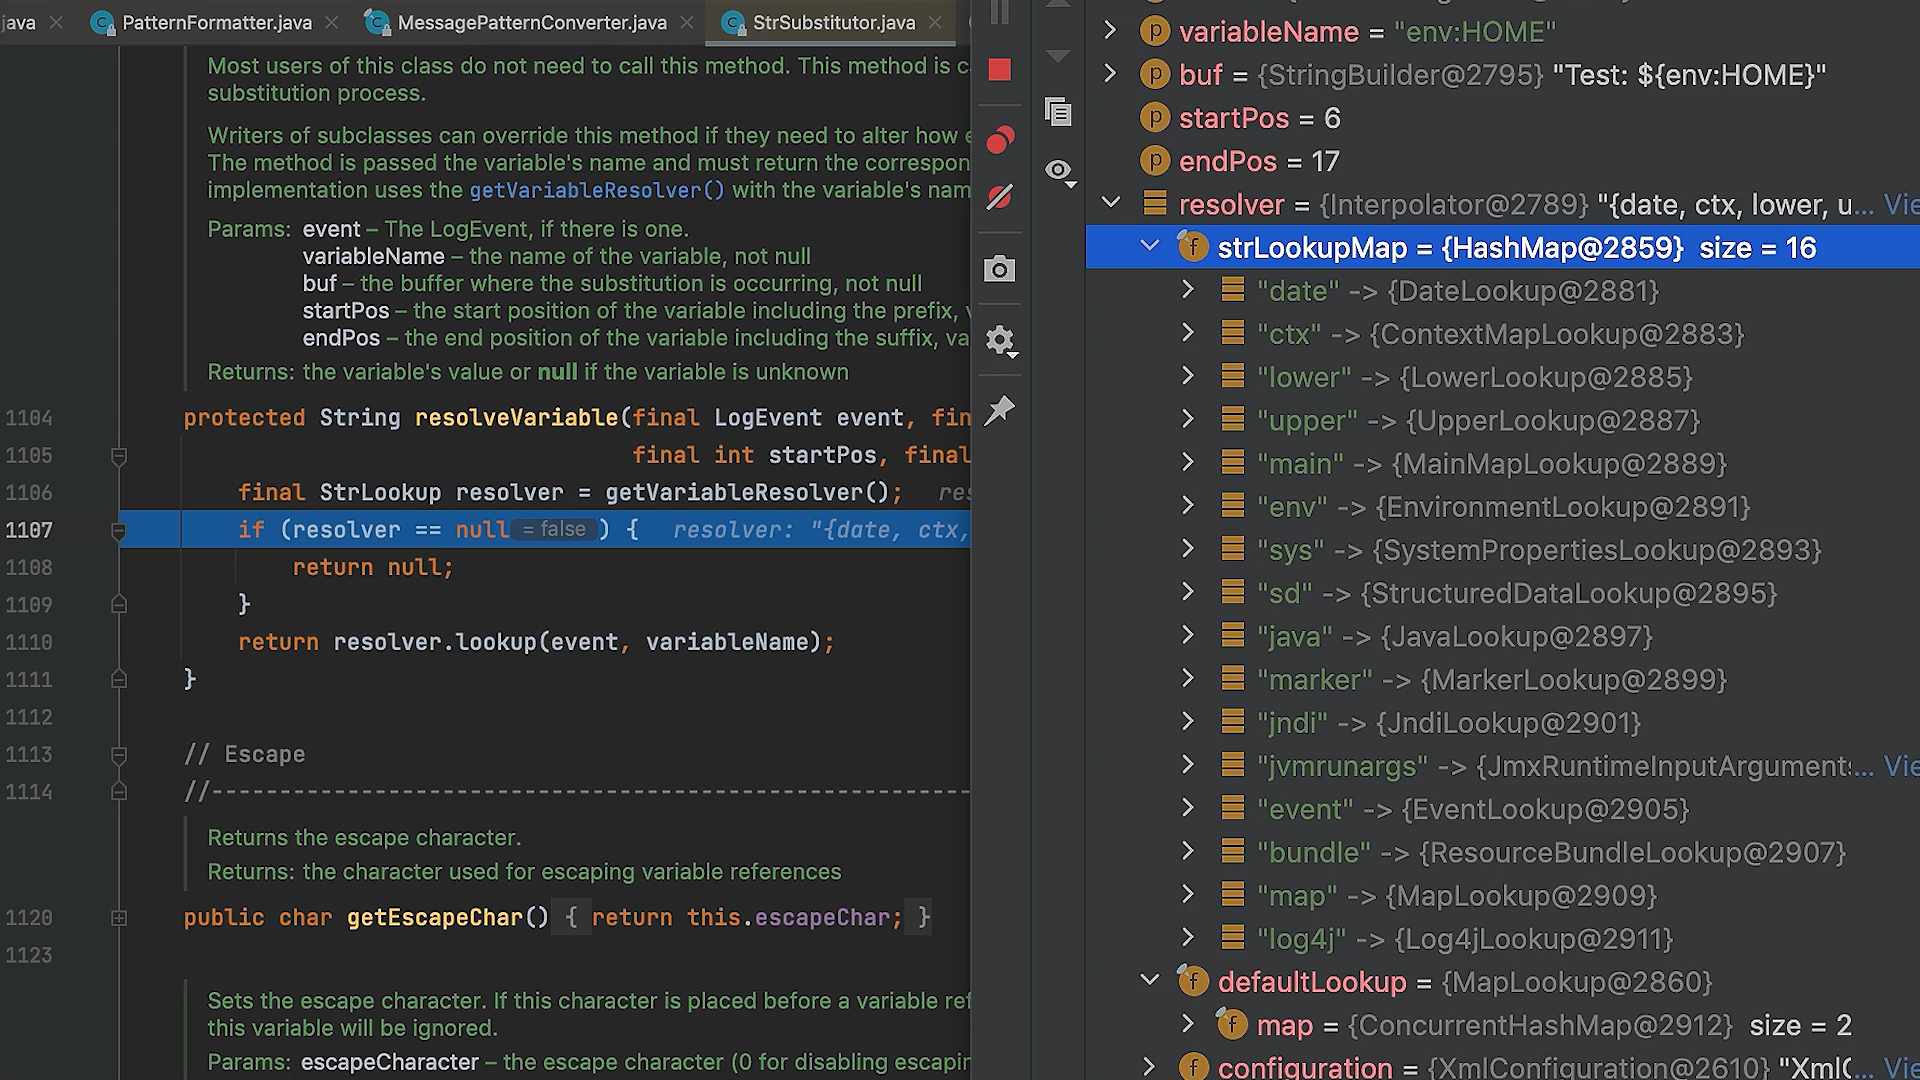 java
PatternFormatter.java
MessagePatternConverter.java
StrSubstitutor.java
Most users of this class do not need to call this method. This method is
substitution process.
Writers of subclasses can override this method if they need to alter how
The method is passed the variable's name and must return the
implementation uses the getVariableResolver() with the variable's
Params: event – The LogEvent, if there is one.
variableName – the name of the variable, not null
buf – the buffer where the substitution is occurring, not null
startPos – the start position of the variable including the prefix,
endPos – the end position of the variable including the suffix,
Returns: the variable's value or null if the variable is unknown
1104 protected String resolveVariable(final LogEvent event, fin
1105 final int startPos, final
1106 final StrLookup resolver = getVariableResolver(); res
1107 if (resolver == null = false ) { resolver: "{date, ctx,
1108 return null;
1109 }
1110 return resolver.lookup(event, variableName);
1111 }
1112
1113 // Escape
1114 //--------------------------------------------------------
Returns the escape character.
Returns: the character used for escaping variable references
1120 public char getEscapeChar() { return this.escapeChar; }
1123
Sets the escape character. If this character is placed before a variable ref
this variable will be ignored.
Params: escapeCharacter – the escape character (0 for disabling escapin
variableName = "env:HOME"
buf = {StringBuilder@2795} "Test: ${env:HOME}"
startPos = 6
endPos = 17
resolver = {Interpolator@2789} "{date, ctx, lower, u... Vie
strLookupMap = {HashMap@2859} size = 16
"date" -> {DateLookup@2881}
"ctx" -> {ContextMapLookup@2883}
"lower" -> {LowerLookup@2885}
"upper" -> {UpperLookup@2887}
"main" -> {MainMapLookup@2889}
"env" -> {EnvironmentLookup@2891}
"sys" -> {SystemPropertiesLookup@2893}
"sd" -> {StructuredDataLookup@2895}
"java" -> {JavaLookup@2897}
"marker" -> {MarkerLookup@2899}
"jndi" -> {JndiLookup@2901}
"jvmrunargs" -> {JmxRuntimeInputArguments... Vie
"event" -> {EventLookup@2905}
"bundle" -> {ResourceBundleLookup@2907}
"map" -> {MapLookup@2909}
"log4j" -> {Log4jLookup@2911}
defaultLookup = {MapLookup@2860}
map = {ConcurrentHashMap@2912} size = 2
configuration = {XmlConfiguration@2610} "XmlC... Vie